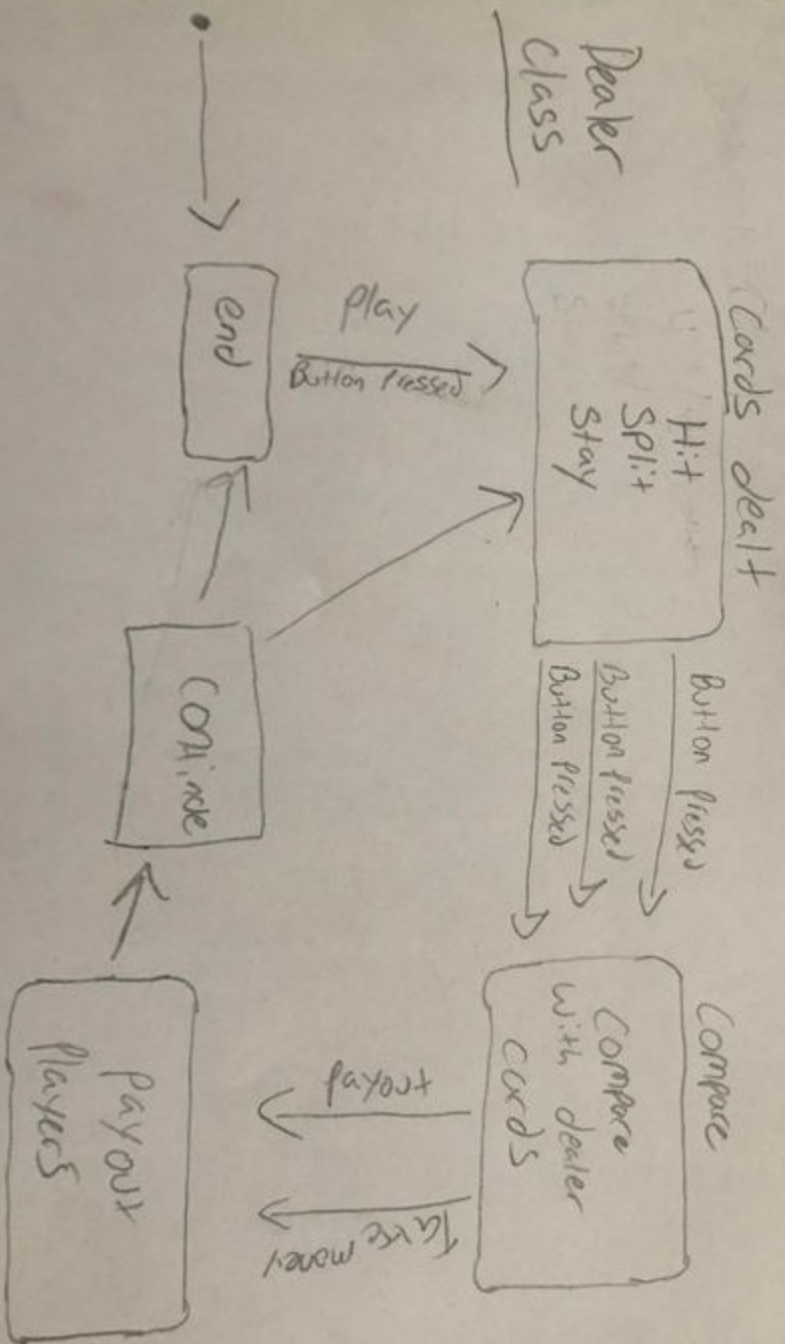 Dealer
Class
Cards dealt
Hit
Split
Stay
Button Pressed
Button Pressed
Button Pressed
Compare
Compare
with dealer
cards
Play
Button Pressed
payout
Take money
end
Continue
Payout
Players